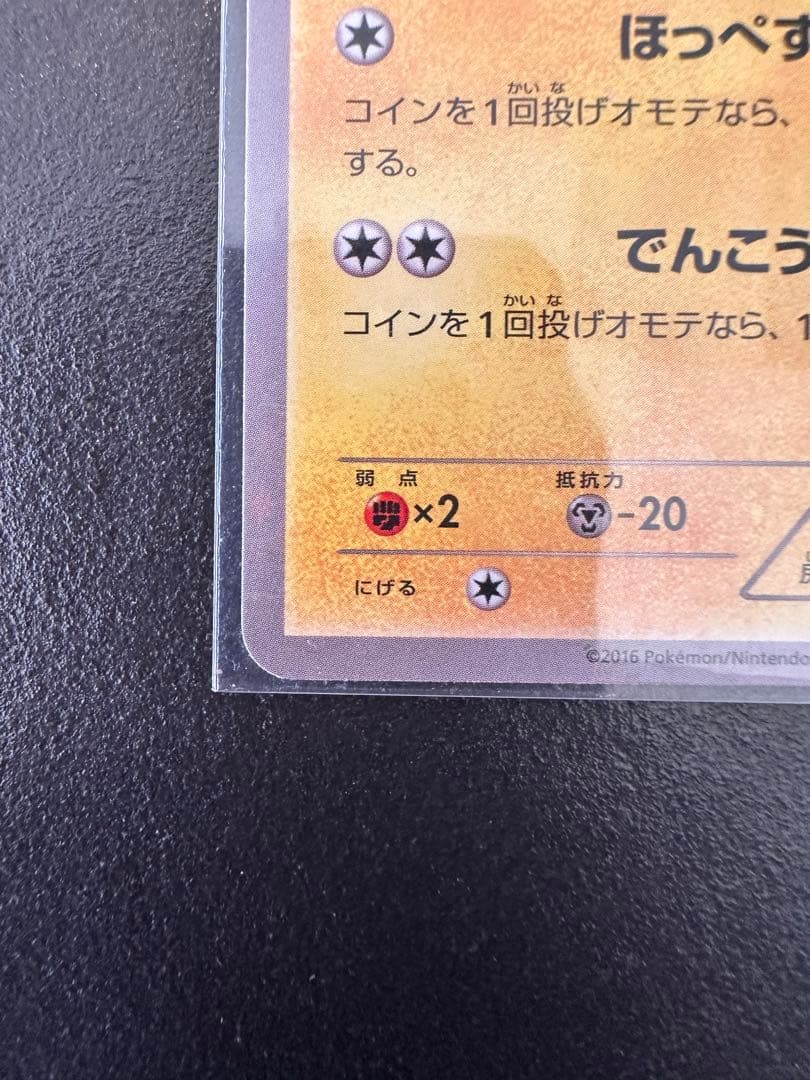 ほっぺす
かいな
コインを1回投げオモテなら、
する。
でんこう
かいな
コインを1回投げオモテなら、1
弱点 抵抗力
×2 -20
にげる
©2016 Pokémon/Nintendo